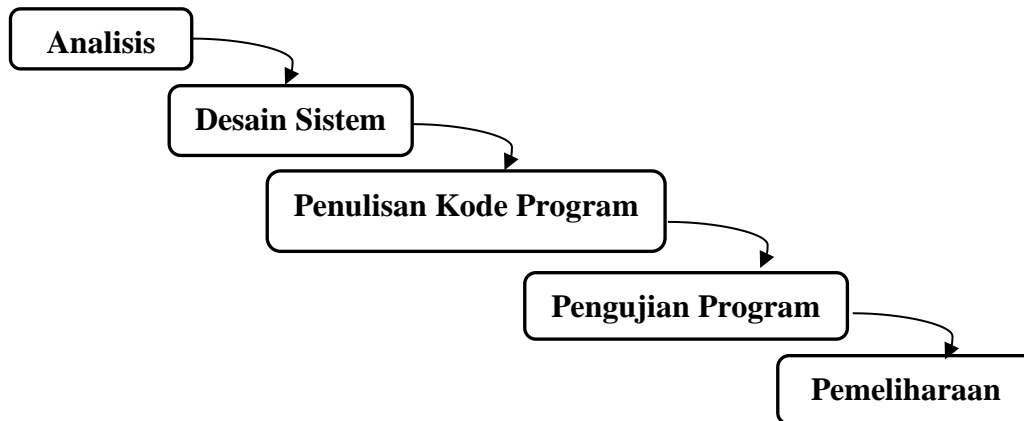 Analisis
Desain Sistem
Penulisan Kode Program
Pengujian Program
Pemeliharaan